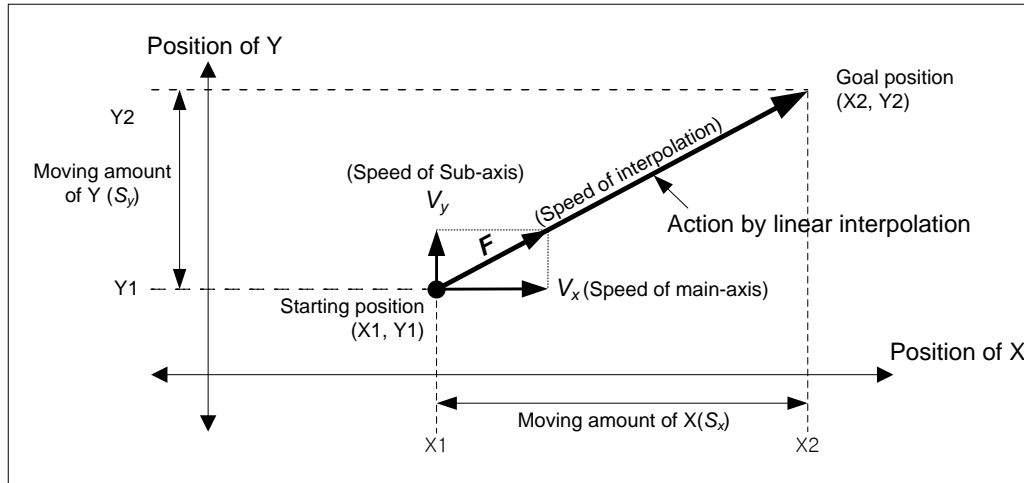 Position of Y
Goal position
(X2, Y2)
Y2
Moving amount
of Y (Sy)
(Speed of Sub-axis)
Vy
(Speed of interpolation)
F
Action by linear interpolation
Y1
Vx (Speed of main-axis)
Starting position
(X1, Y1)
Position of X
Moving amount of X(Sx)
X1
X2